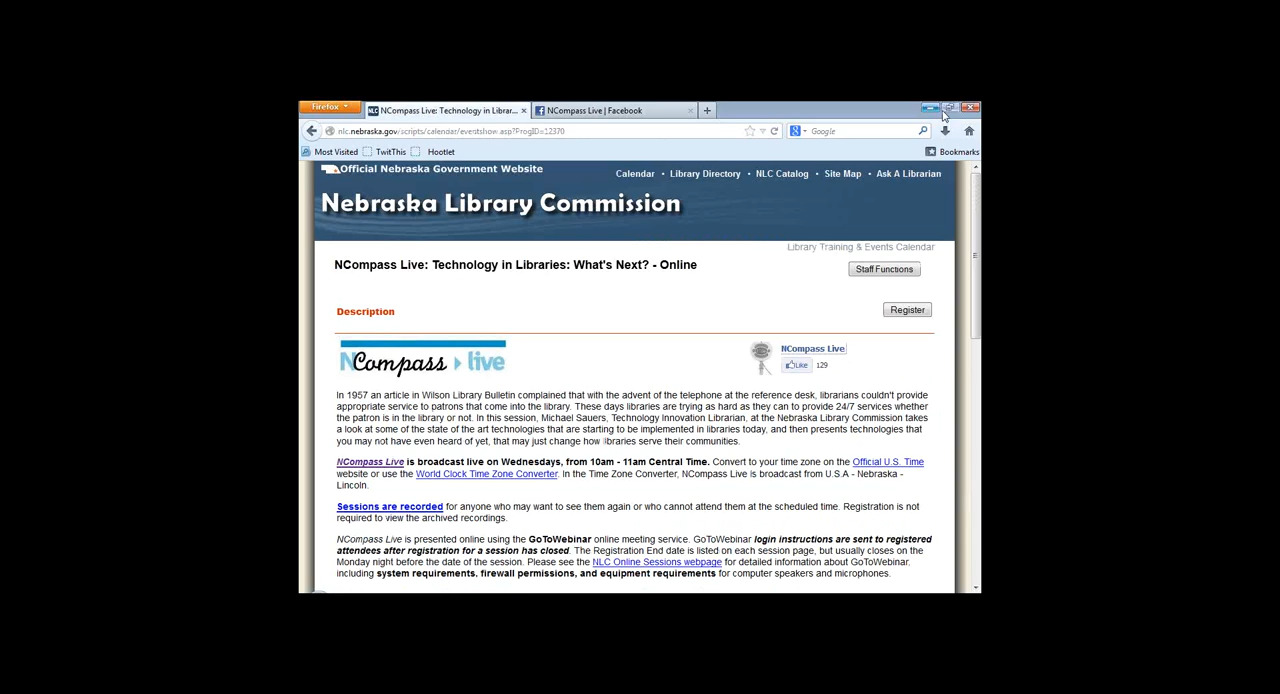 Firefox
NCompass Live: Technology in Librar...
NCompass Live | Facebook
nlc.nebraska.gov/scripts/calendar/eventshow.asp?ProgID=12370
Google
Most Visited TwitThis Hootlet Bookmarks
Official Nebraska Government Website
Calendar • Library Directory • NLC Catalog • Site Map • Ask A Librarian
Nebraska Library Commission
Library Training & Events Calendar
NCompass Live: Technology in Libraries: What's Next? - Online
Staff Functions
Description
Register
NCompass live
NCompass Live
Like 129
In 1957 an article in Wilson Library Bulletin complained that with the advent of the telephone at the reference desk, librarians couldn't provide
appropriate service to patrons that come into the library. These days libraries are trying as hard as they can to provide 24/7 services whether
the patron is in the library or not. In this session, Michael Sauers, Technology Innovation Librarian, at the Nebraska Library Commission takes
a look at some of the state of the art technologies that are starting to be implemented in libraries today, and then presents technologies that
you may not have even heard of yet, that may just change how libraries serve their communities.
NCompass Live is broadcast live on Wednesdays, from 10am - 11am Central Time. Convert to your time zone on the Official U.S. Time
website or use the World Clock Time Zone Converter. In the Time Zone Converter, NCompass Live is broadcast from U.S.A - Nebraska -
Lincoln.
Sessions are recorded for anyone who may want to see them again or who cannot attend them at the scheduled time. Registration is not
required to view the archived recordings.
NCompass Live is presented online using the GoToWebinar online meeting service. GoToWebinar login instructions are sent to registered
attendees after registration for a session has closed. The Registration End date is listed on each session page, but usually closes on the
Monday night before the date of the session. Please see the NLC Online Sessions webpage for detailed information about GoToWebinar,
including system requirements, firewall permissions, and equipment requirements for computer speakers and microphones.